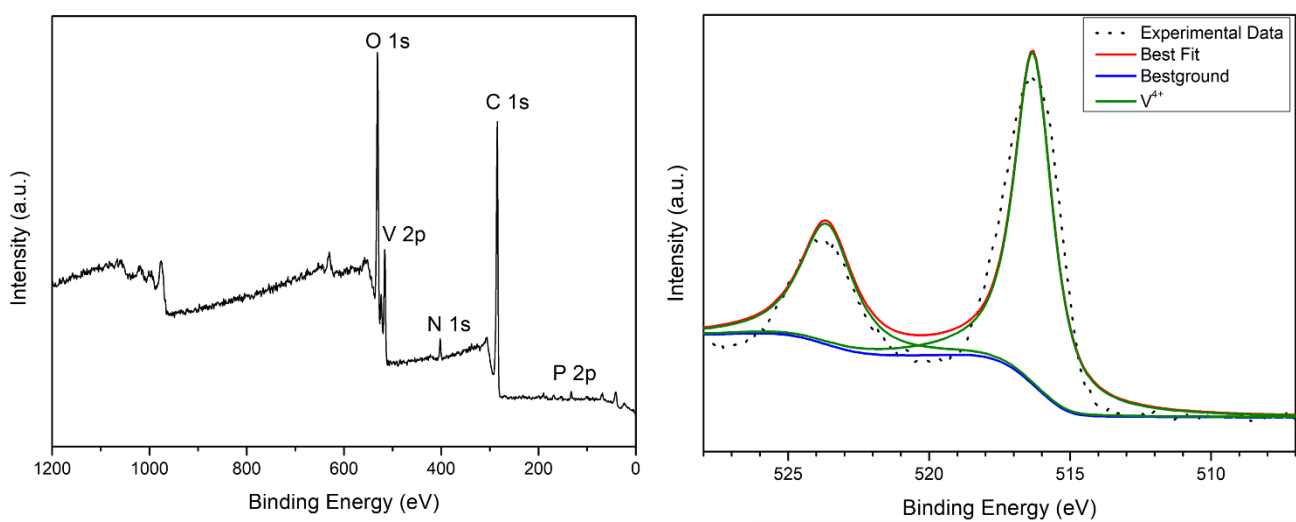 O 1s
C 1s
V 2p
N 1s
P 2p
Intensity (a.u.)
1200 1000 800 600 400 200 0
Binding Energy (eV)
Experimental Data
Best Fit
Bestground
V⁴⁺
Intensity (a.u.)
525 520 515 510
Binding Energy (eV)